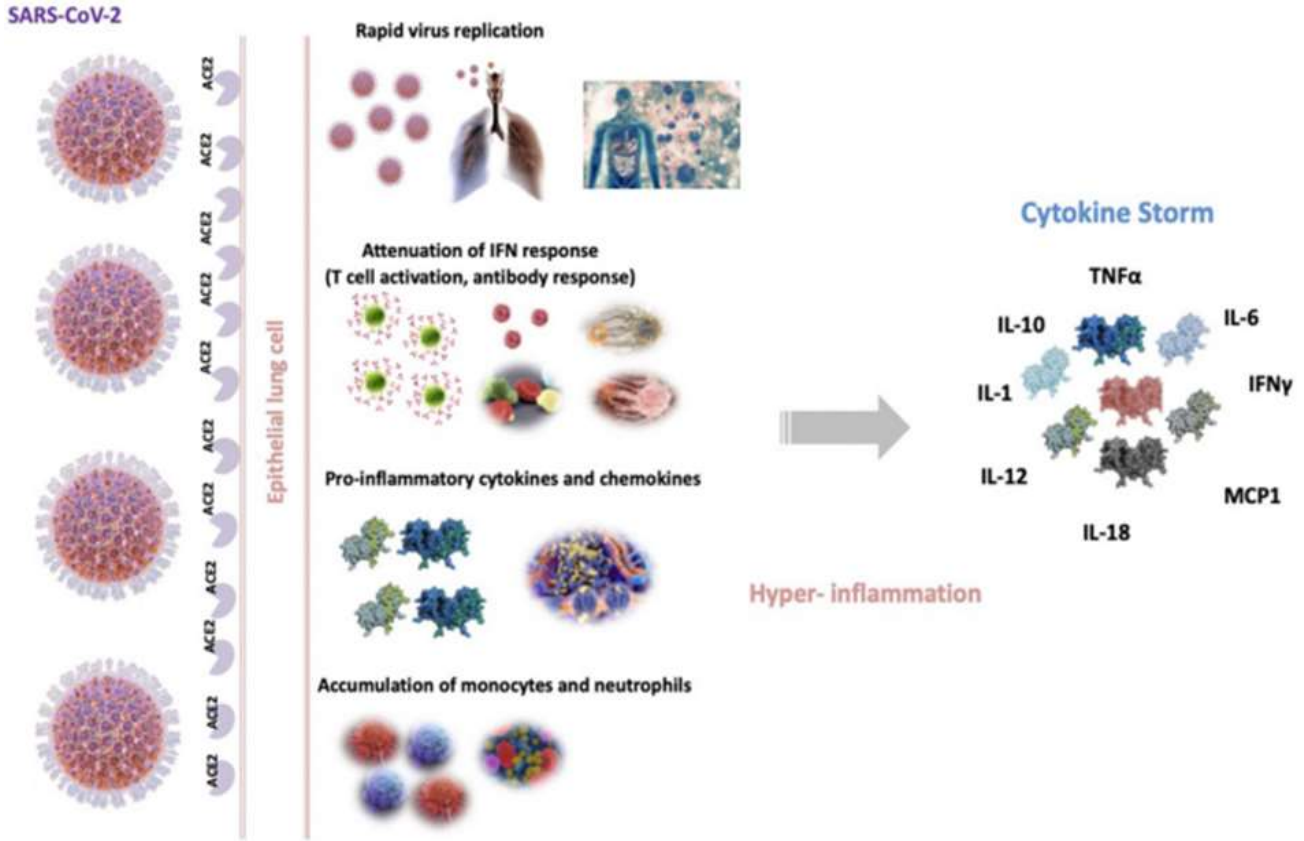 SARS-CoV-2
ACE2
ACE2
ACE2
ACE2
ACE2
ACE2
ACE2
ACE2
ACE2
ACE2
ACE2
Epithelial lung cell
Rapid virus replication
Attenuation of IFN response
(T cell activation, antibody response)
Pro-inflammatory cytokines and chemokines
Accumulation of monocytes and neutrophils
Hyper- inflammation
Cytokine Storm
TNFα
IL-10
IL-6
IL-1
IFNγ
IL-12
MCP1
IL-18